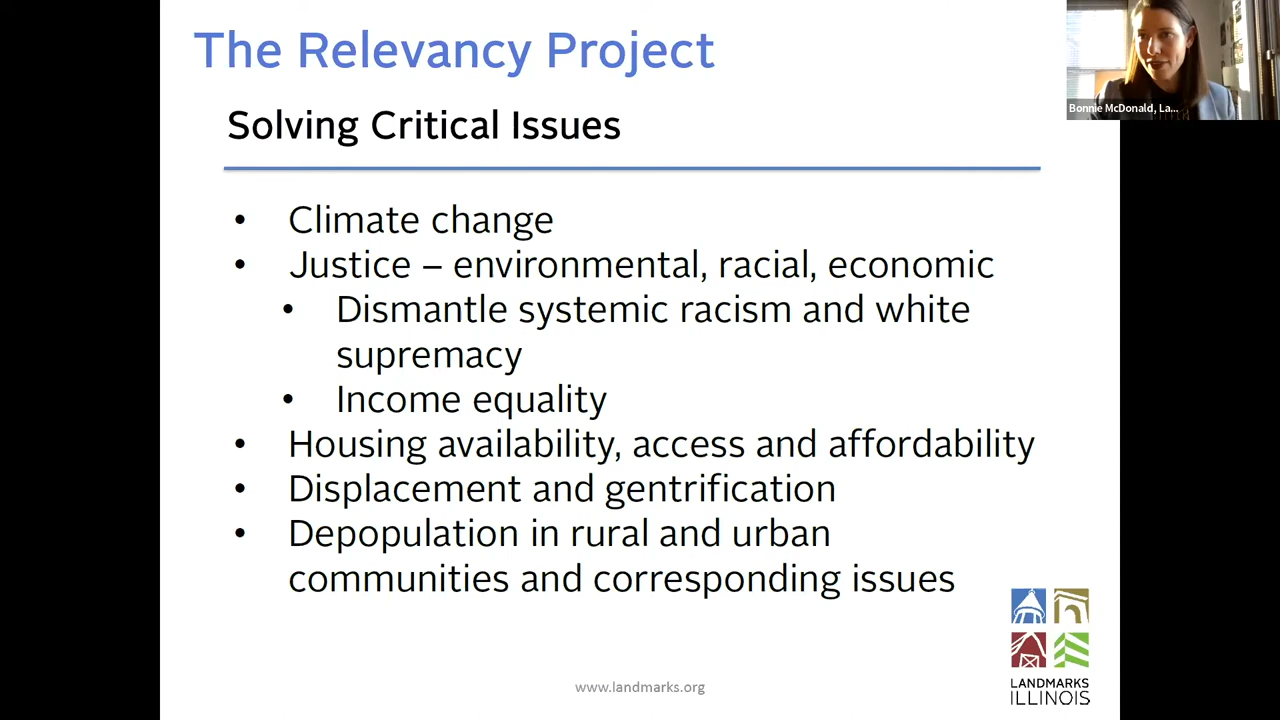 The Relevancy Project
Bonnie McDonald, La...
Solving Critical Issues
• Climate change
• Justice – environmental, racial, economic
• Dismantle systemic racism and white
supremacy
• Income equality
• Housing availability, access and affordability
• Displacement and gentrification
• Depopulation in rural and urban
communities and corresponding issues
LANDMARKS
ILLINOIS
www.landmarks.org